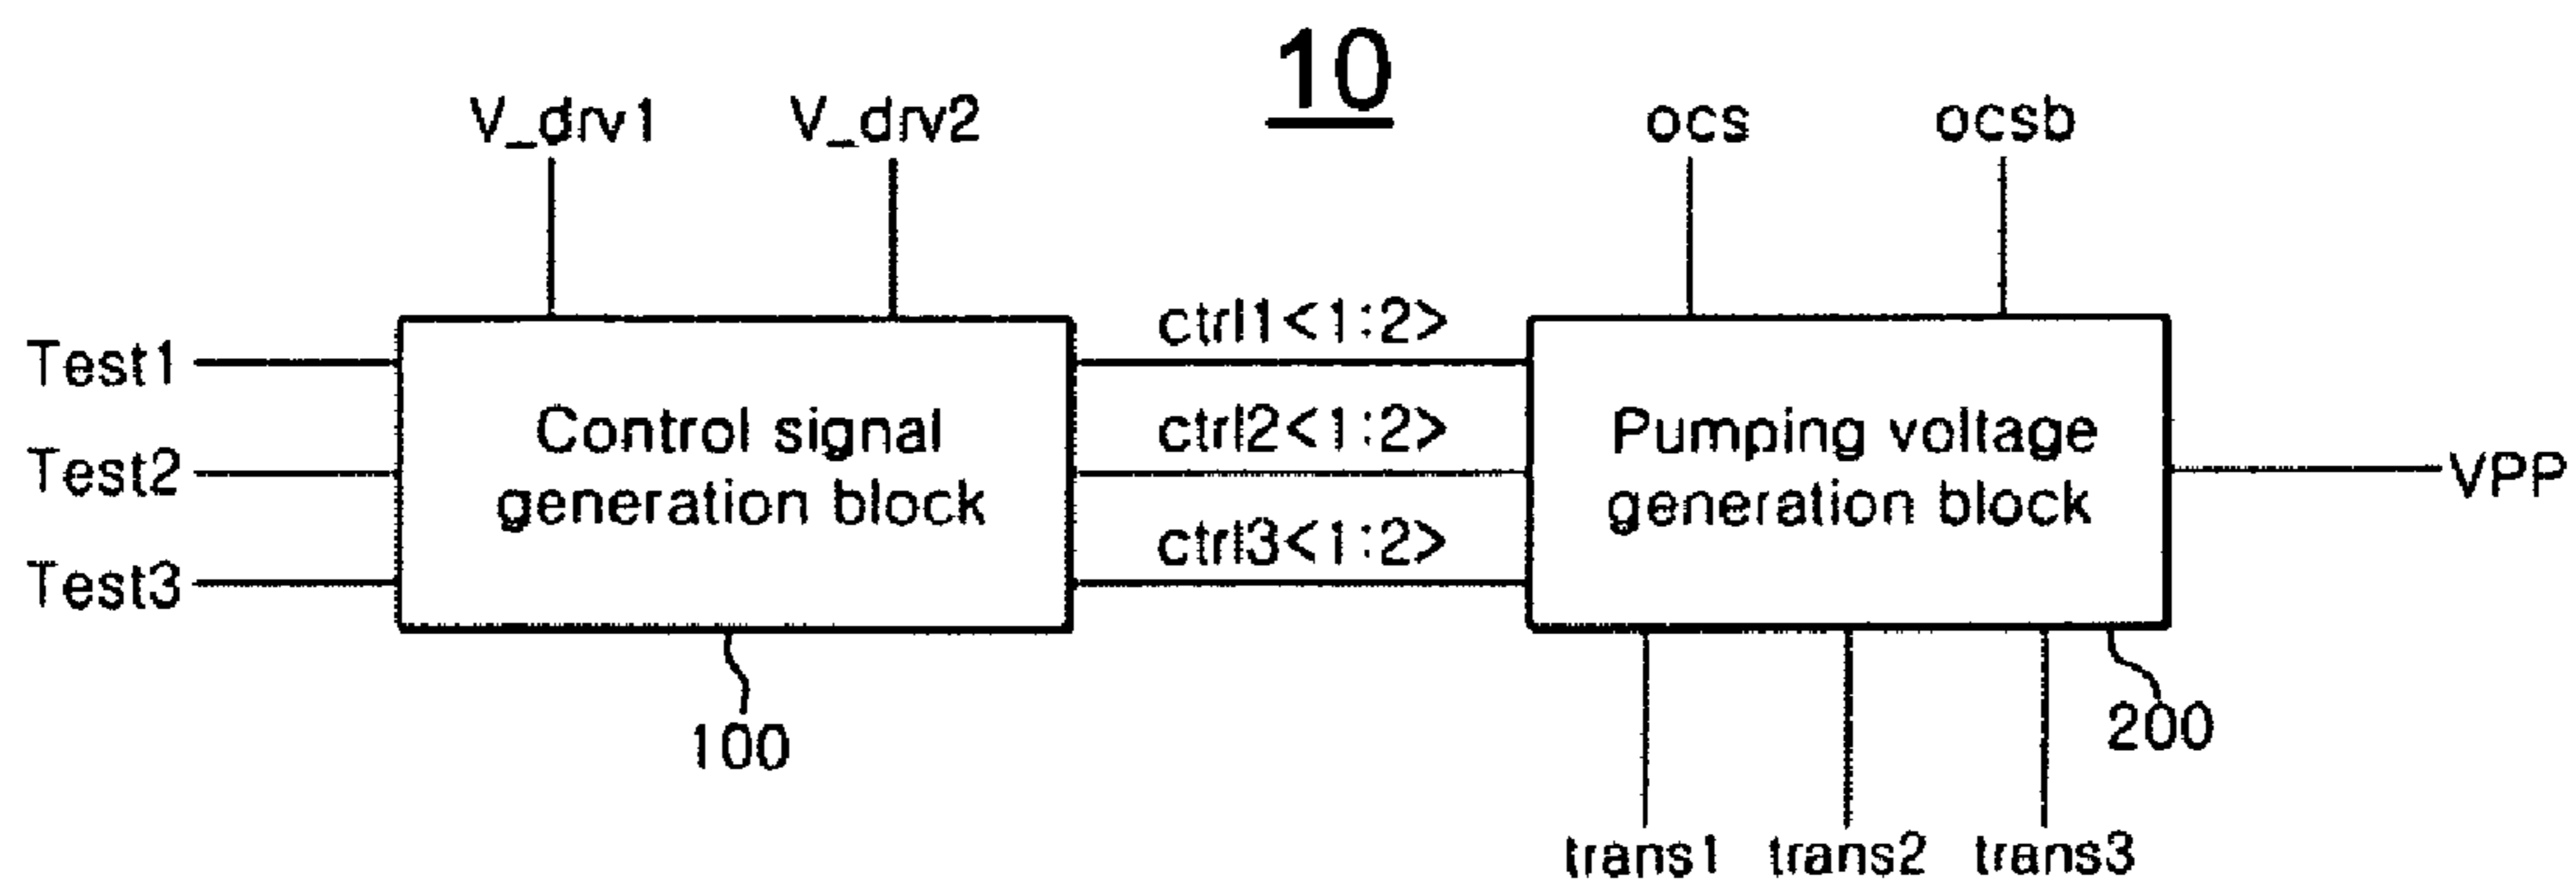 10
V_drv1 V_drv2 ocs ocsb
Test1
Test2
Test3
Control signal
generation block
ctrl1<1:2>
ctrl2<1:2>
ctrl3<1:2>
Pumping voltage
generation block
VPP
100
200
trans1 trans2 trans3